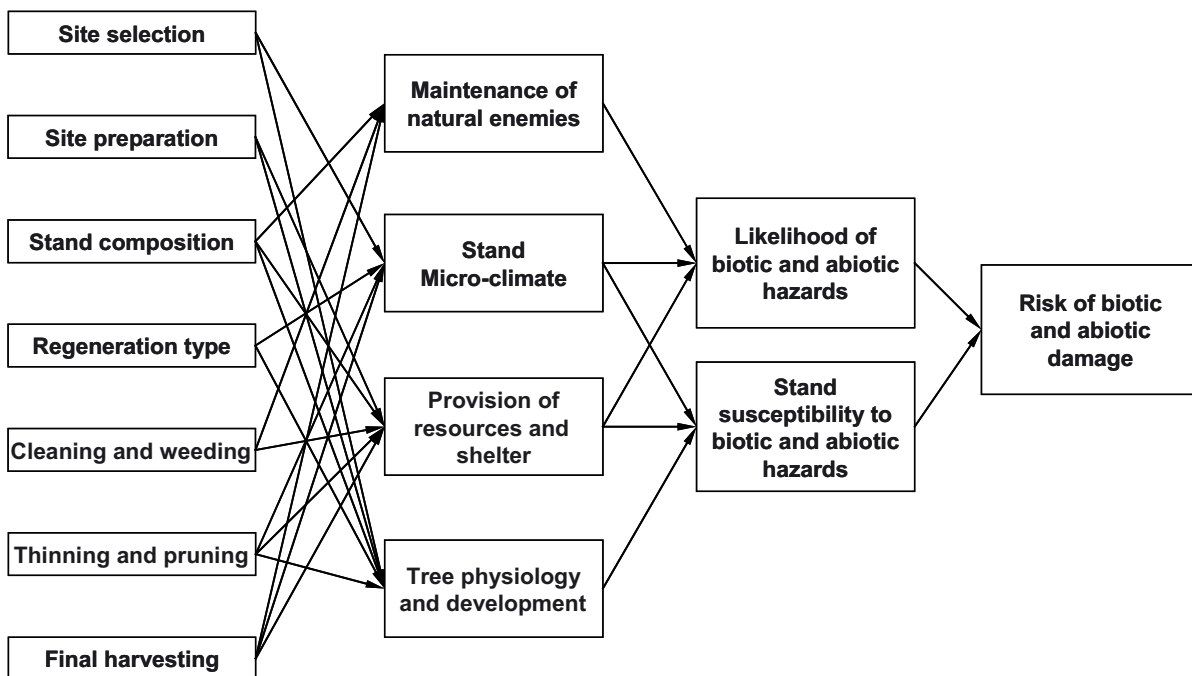 Site selection
Site preparation
Stand composition
Regeneration type
Cleaning and weeding
Thinning and pruning
Final harvesting
Maintenance of
natural enemies
Stand
Micro-climate
Provision of
resources and
shelter
Tree physiology
and development
Likelihood of
biotic and abiotic
hazards
Stand
susceptibility to
biotic and abiotic
hazards
Risk of biotic
and abiotic
damage